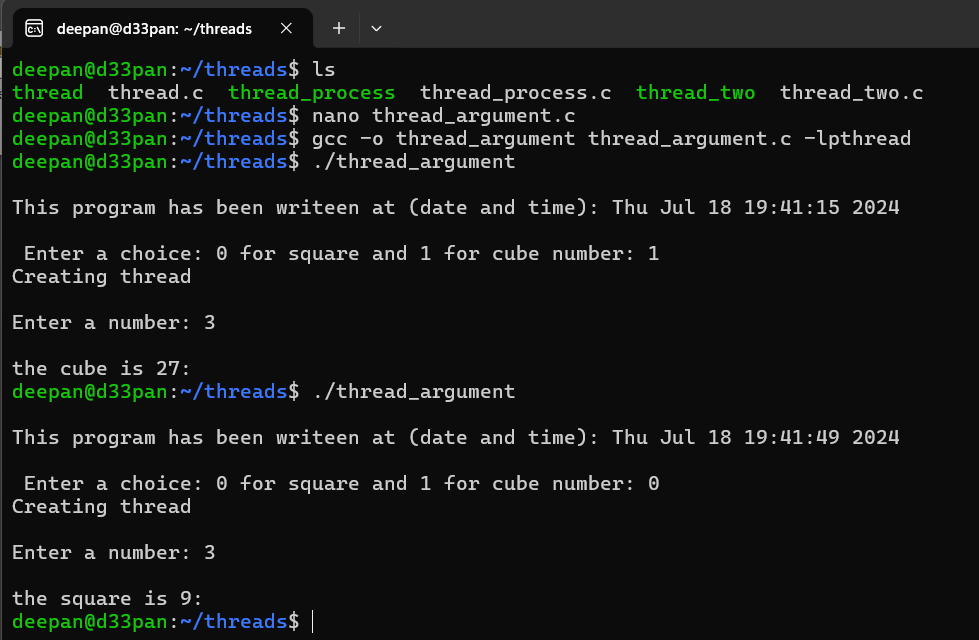 deepan@d33pan: ~/threads
deepan@d33pan:~/threads$ ls
thread  thread.c  thread_process  thread_process.c  thread_two  thread_two.c
deepan@d33pan:~/threads$ nano thread_argument.c
deepan@d33pan:~/threads$ gcc -o thread_argument thread_argument.c -lpthread
deepan@d33pan:~/threads$ ./thread_argument
This program has been writeen at (date and time): Thu Jul 18 19:41:15 2024
 Enter a choice: 0 for square and 1 for cube number: 1
Creating thread
Enter a number: 3
the cube is 27:
deepan@d33pan:~/threads$ ./thread_argument
This program has been writeen at (date and time): Thu Jul 18 19:41:49 2024
 Enter a choice: 0 for square and 1 for cube number: 0
Creating thread
Enter a number: 3
the square is 9:
deepan@d33pan:~/threads$